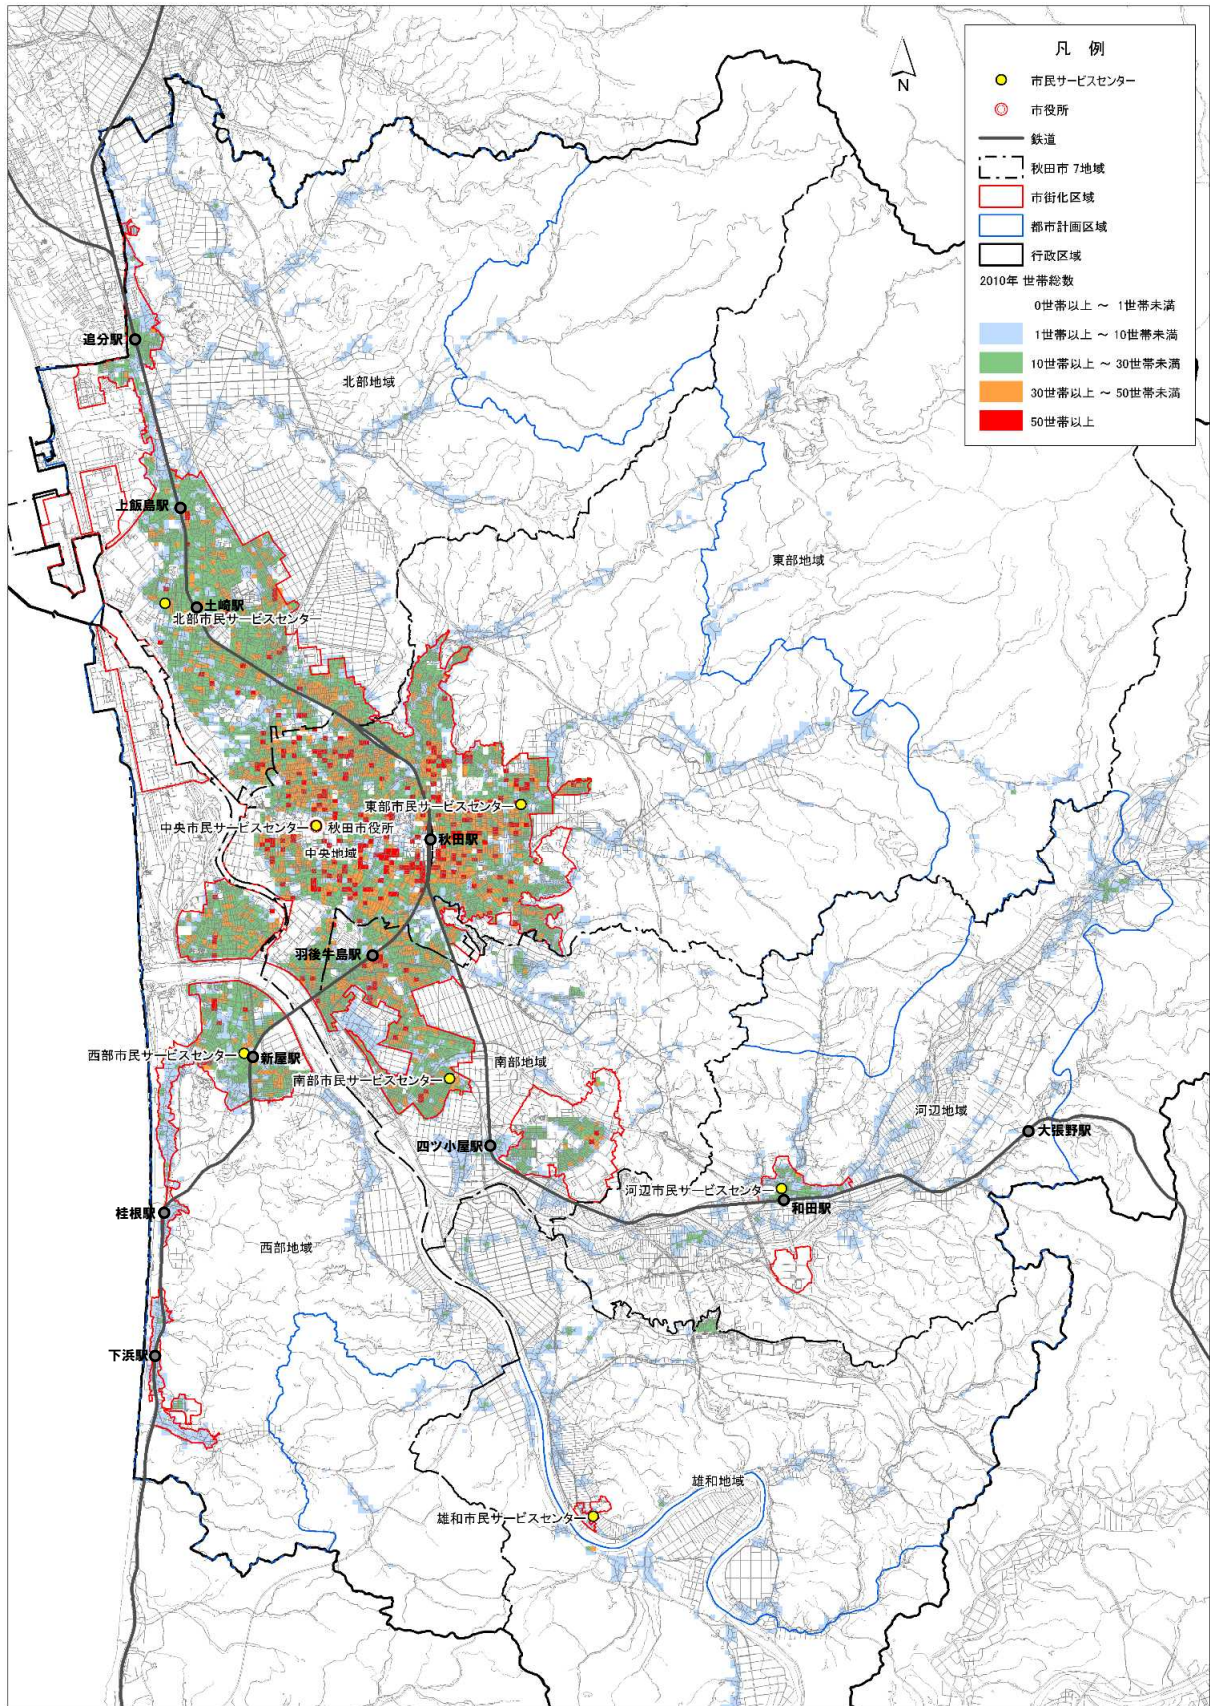 凡 例
市民サービスセンター
市役所
鉄道
秋田市 7地域
市街化区域
都市計画区域
行政区域
2010年 世帯総数
0世帯以上 ~ 1世帯未満
1世帯以上 ~ 10世帯未満
10世帯以上 ~ 30世帯未満
30世帯以上 ~ 50世帯未満
50世帯以上
N
追分駅
北部地域
上飯島駅
東部地域
土崎駅
北部市民サービスセンター
東部市民サービスセンター
中央市民サービスセンター
秋田市役所
秋田駅
中央地域
羽後牛島駅
西部市民サービスセンター
新屋駅
南部地域
南部市民サービスセンター
河辺地域
大張野駅
四ツ小屋駅
河辺市民サービスセンター
和田駅
桂根駅
西部地域
下浜駅
雄和地域
雄和市民サービスセンター